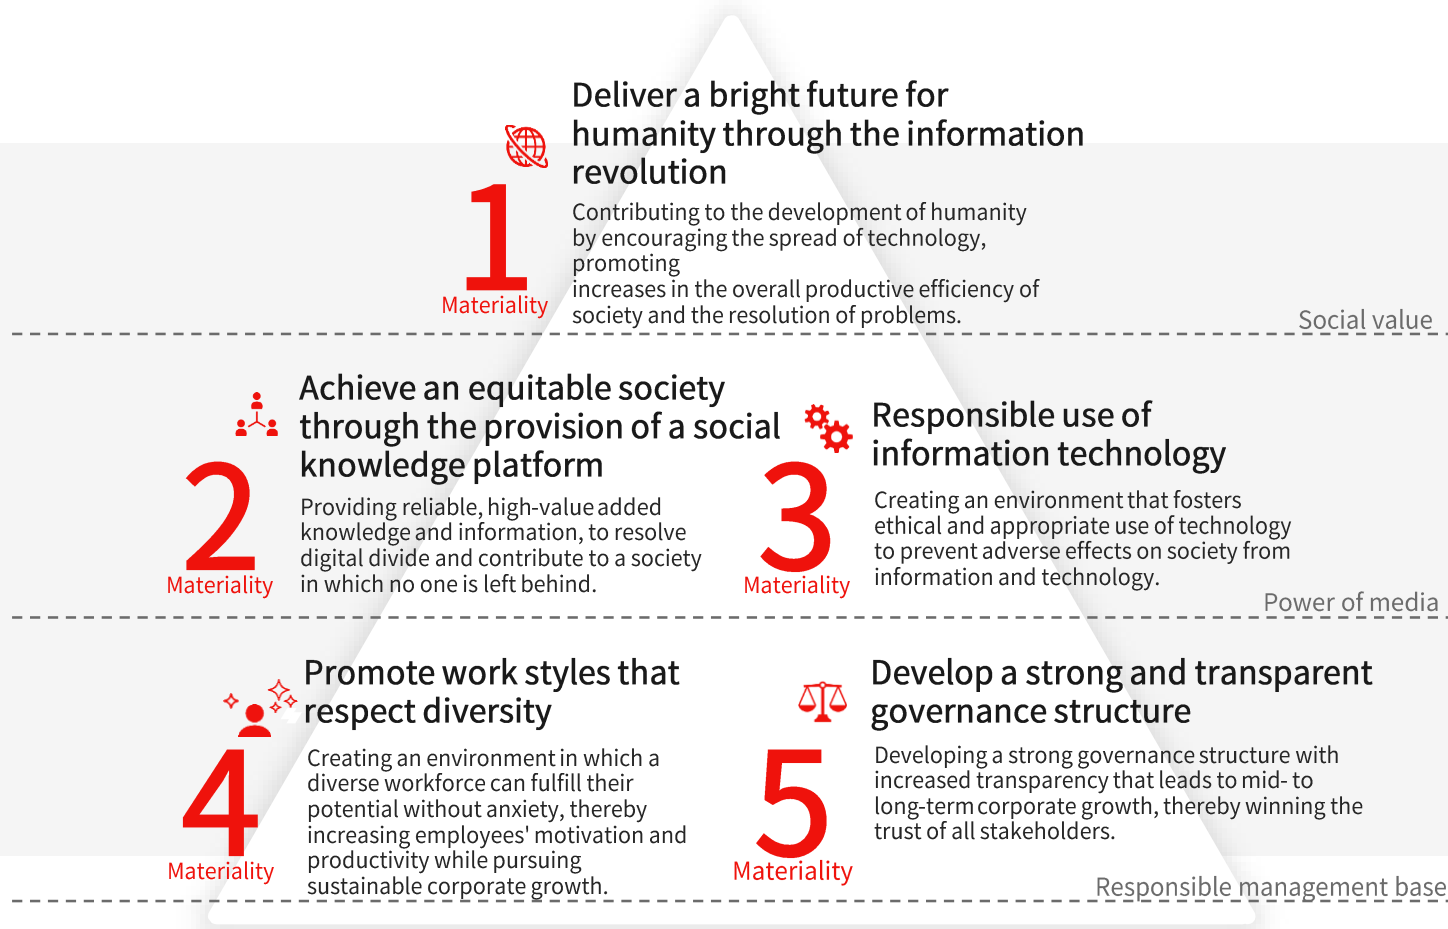 Deliver a bright future for
humanity through the information
revolution
1
Materiality
Contributing to the development of humanity
by encouraging the spread of technology,
promoting
increases in the overall productive efficiency of
society and the resolution of problems.
Social value
Achieve an equitable society
through the provision of a social
knowledge platform
2
Materiality
Providing reliable, high-value added
knowledge and information, to resolve
digital divide and contribute to a society
in which no one is left behind.
Responsible use of
information technology
3
Materiality
Creating an environment that fosters
ethical and appropriate use of technology
to prevent adverse effects on society from
information and technology.
Power of media
Promote work styles that
respect diversity
4
Materiality
Creating an environment in which a
diverse workforce can fulfill their
potential without anxiety, thereby
increasing employees' motivation and
productivity while pursuing
sustainable corporate growth.
Develop a strong and transparent
governance structure
5
Materiality
Developing a strong governance structure with
increased transparency that leads to mid- to
long-term corporate growth, thereby winning the
trust of all stakeholders.
Responsible management base